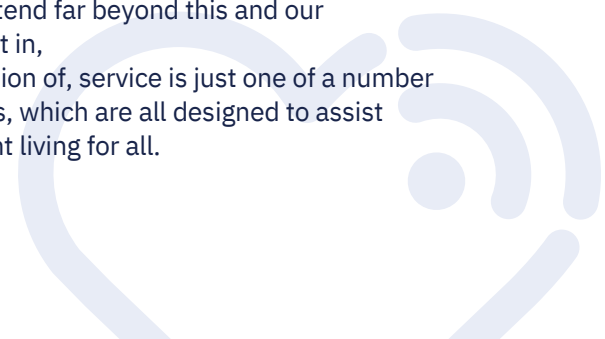 tend far beyond this and our
t in,
ion of, service is just one of a number
s, which are all designed to assist
nt living for all.